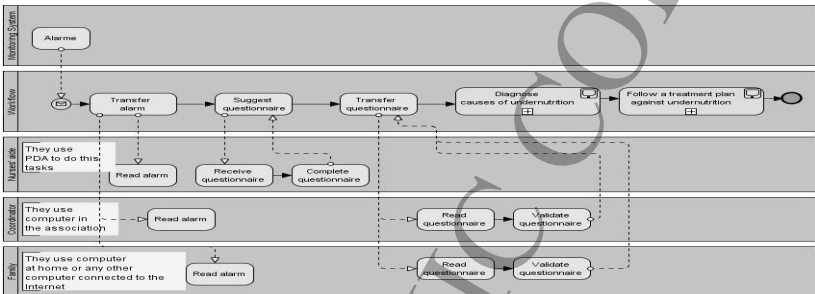 Monitoring System
Alarme
Workflow
Transfer
alarm
Suggest
questionnaire
Transfer
questionnaire
Diagnose
causes of undernutrition
Follow a treatment plan
against undernutrition
Nurses' aide
They use
PDA to do this
tasks
Read alarm
Receive
questionnaire
Complete
questionnaire
Coordinator
They use
computer in
the association
Read alarm
Read
questionnaire
Validate
questionnaire
Family
They use computer
at home or any other
computer connected to the
Internet
Read alarm
Read
questionnaire
Validate
questionnaire